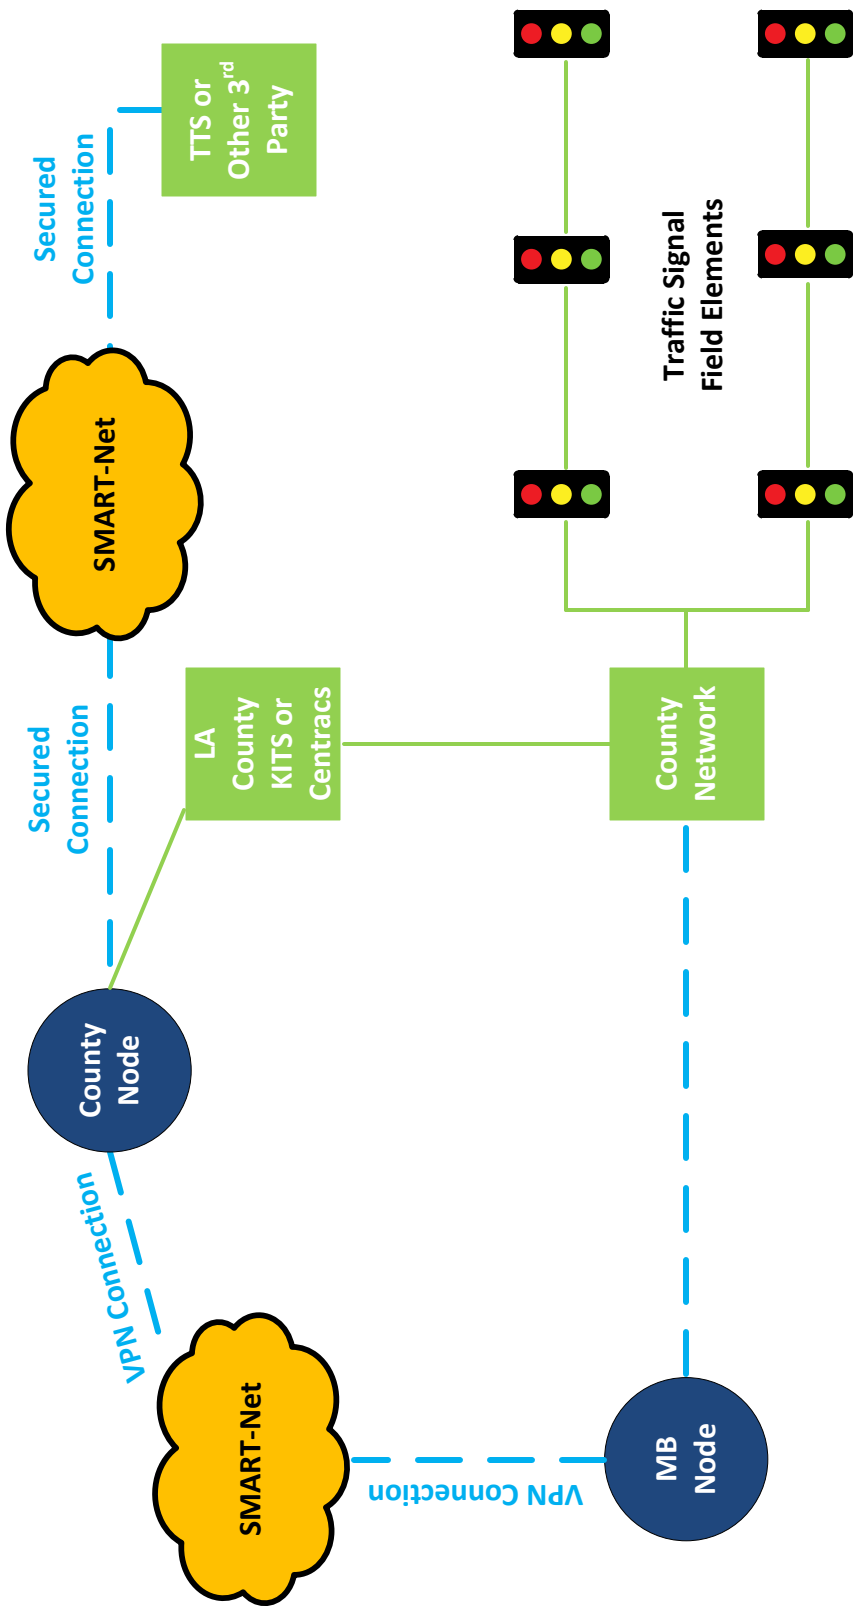 VPN Connection
County
Node
Secured
Connection
SMART-Net
Secured
Connection
SMART-Net
LA
County
KITS or
Centracs
TTS or
Other 3rd
Party
VPN Connection
MB
Node
County
Network
Traffic Signal
Field Elements